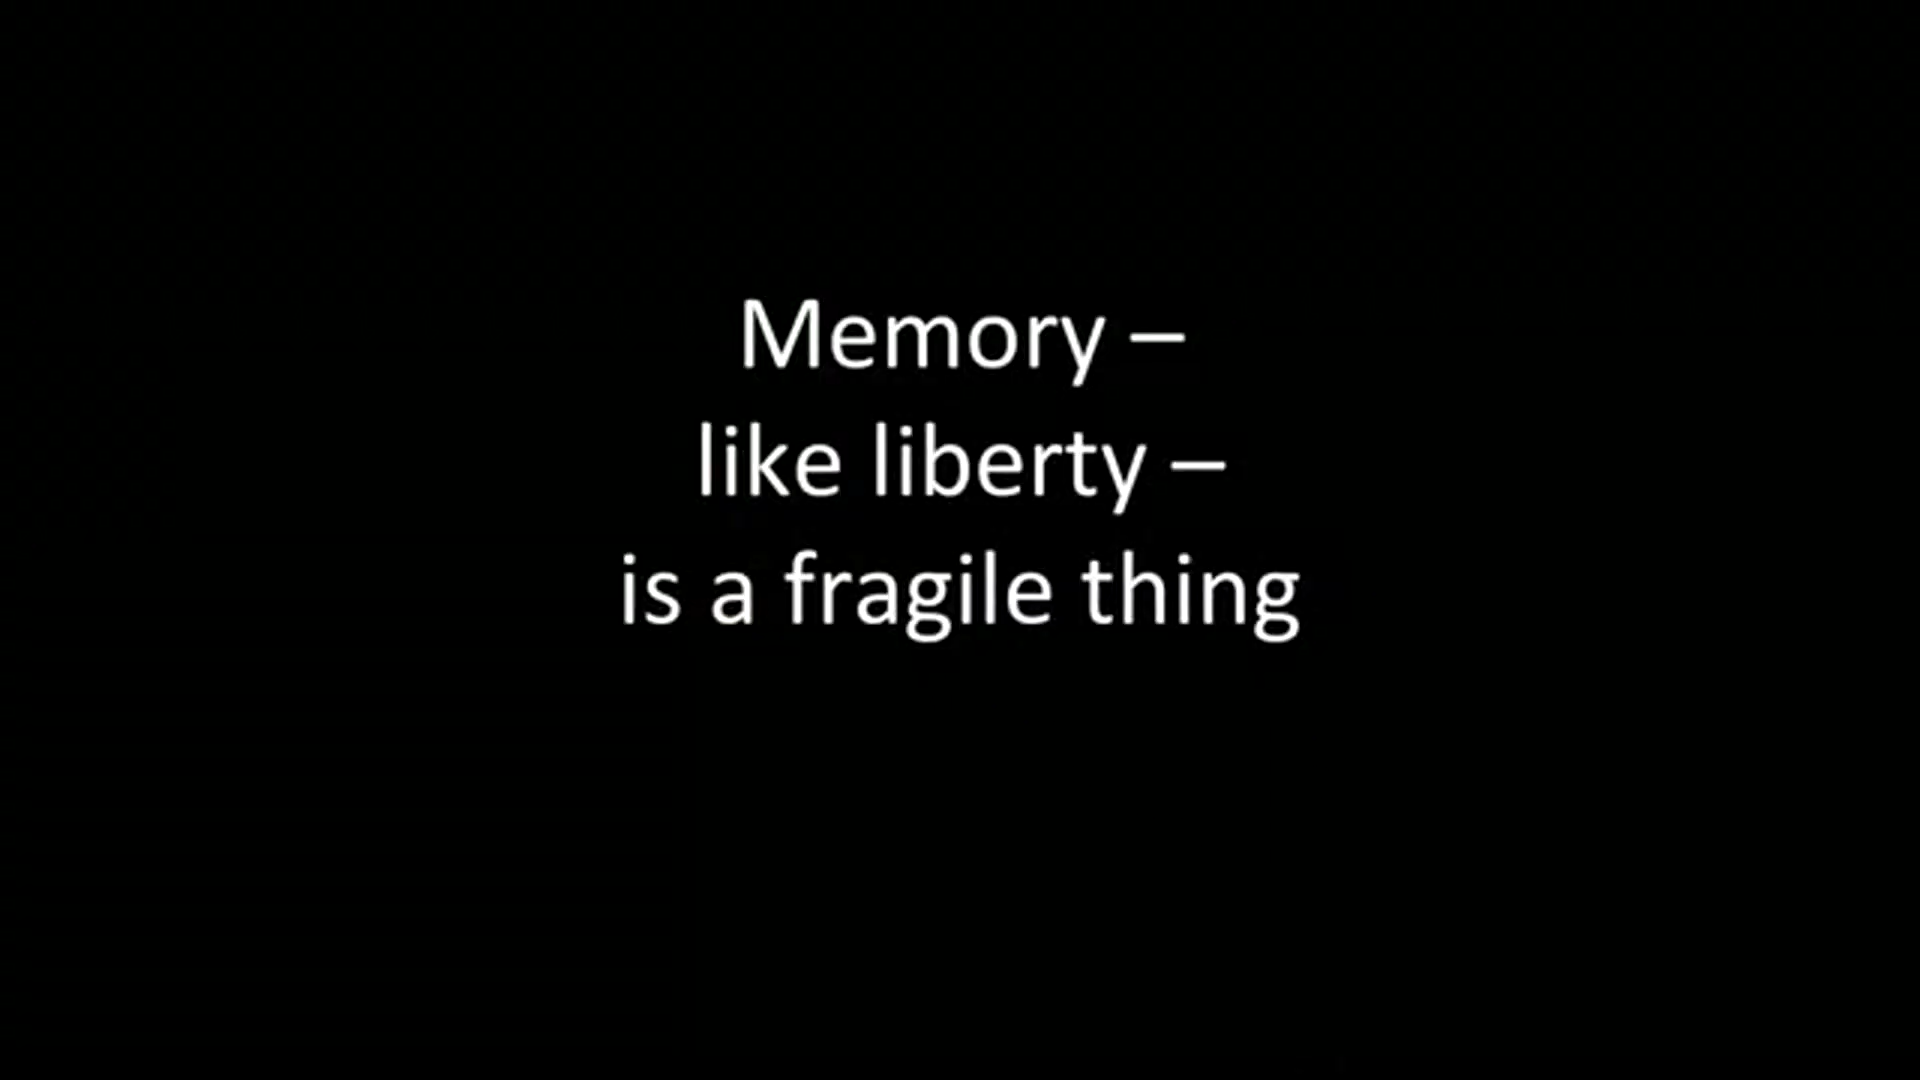 Memory –
like liberty –
is a fragile thing